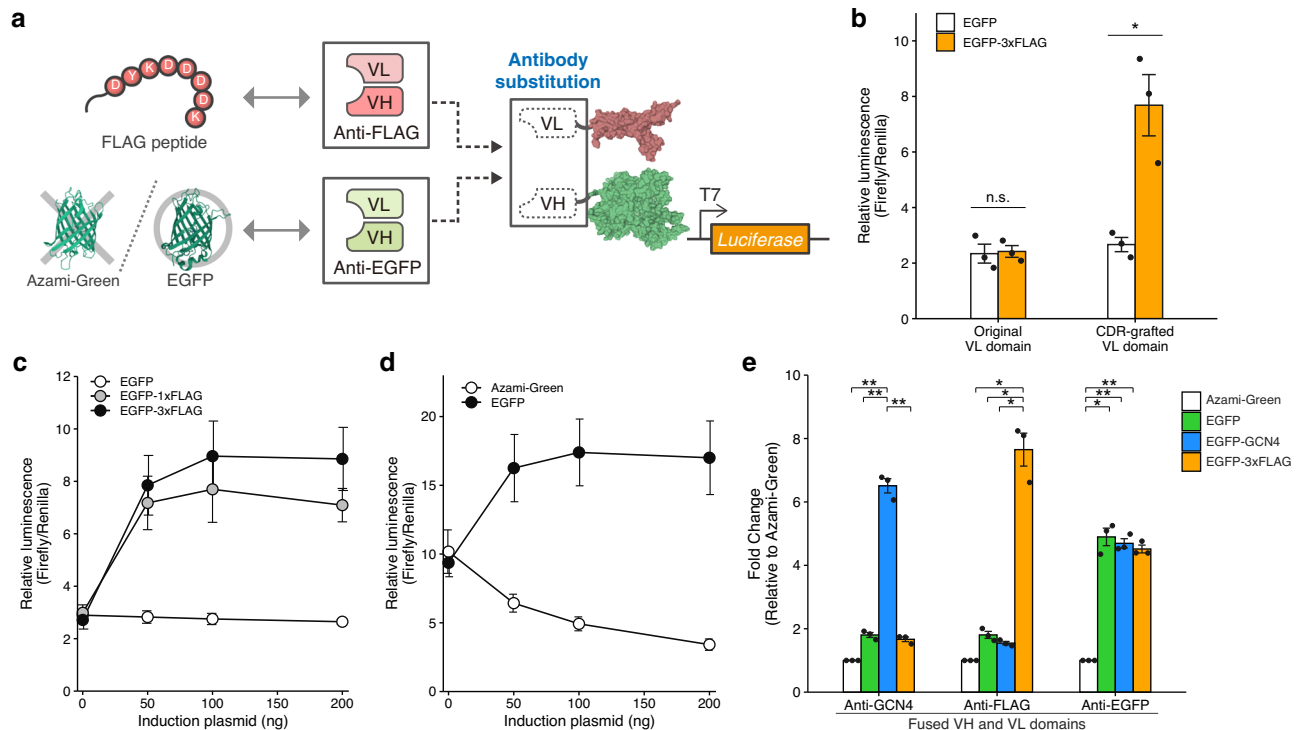 a
D Y K D D D D K
FLAG peptide
Azami-Green
EGFP
VL
VH
Anti-FLAG
VL
VH
Anti-EGFP
Antibody
substitution
VL
VH
T7
Luciferase
b
EGFP
EGFP-3xFLAG
Relative luminescence
(Firefly/Renilla)
10
8
6
4
2
0
n.s.
*
Original
VL domain
CDR-grafted
VL domain
c
EGFP
EGFP-1xFLAG
EGFP-3xFLAG
Relative luminescence
(Firefly/Renilla)
12
10
8
6
4
2
0
0 50 100 150 200
Induction plasmid (ng)
d
Azami-Green
EGFP
Relative luminescence
(Firefly/Renilla)
20
15
10
5
0
0 50 100 150 200
Induction plasmid (ng)
e
Azami-Green
EGFP
EGFP-GCN4
EGFP-3xFLAG
Fold Change
(Relative to Azami-Green)
10
8
6
4
2
0
**
**
**
*
*
*
**
**
*
Anti-GCN4 Anti-FLAG Anti-EGFP
Fused VH and VL domains